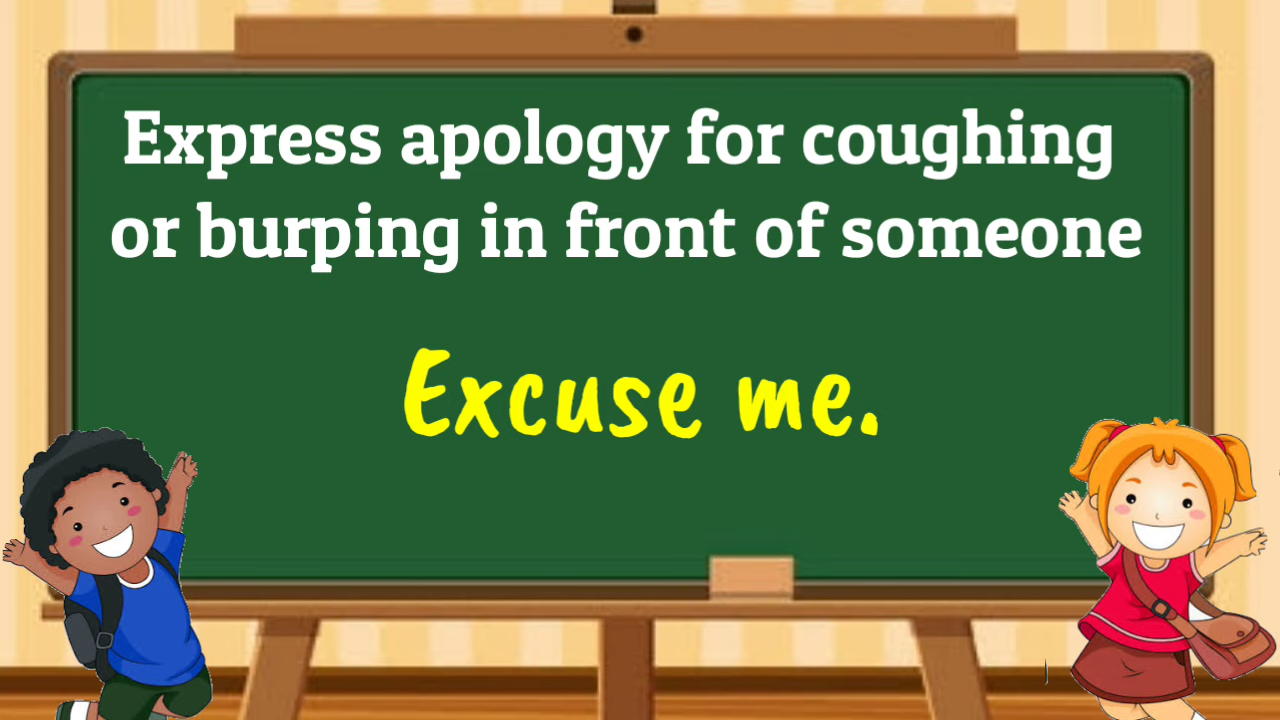 Express apology for coughing
or burping in front of someone
Excuse me.